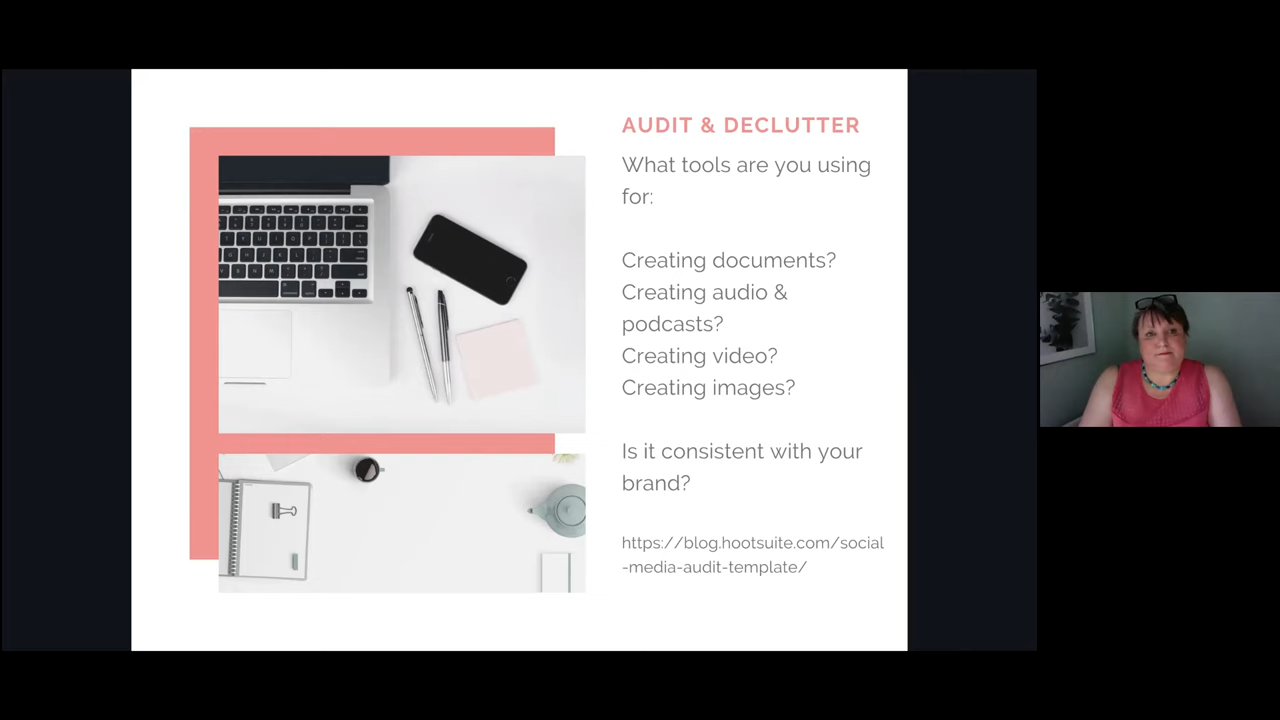 AUDIT & DECLUTTER
What tools are you using
for:
Creating documents?
Creating audio &
podcasts?
Creating video?
Creating images?
Is it consistent with your
brand?
https://blog.hootsuite.com/social
-media-audit-template/